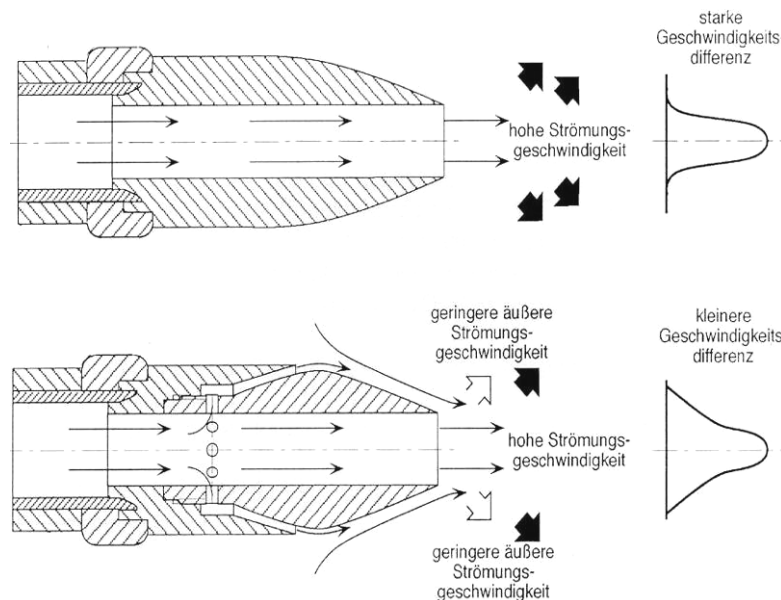 starke
Geschwindigkeits
differenz
hohe Strömungs-
geschwindigkeit
geringere äußere
Strömungs-
geschwindigkeit
kleinere
Geschwindigkeits
differenz
hohe Strömungs-
geschwindigkeit
geringere äußere
Strömungs-
geschwindigkeit